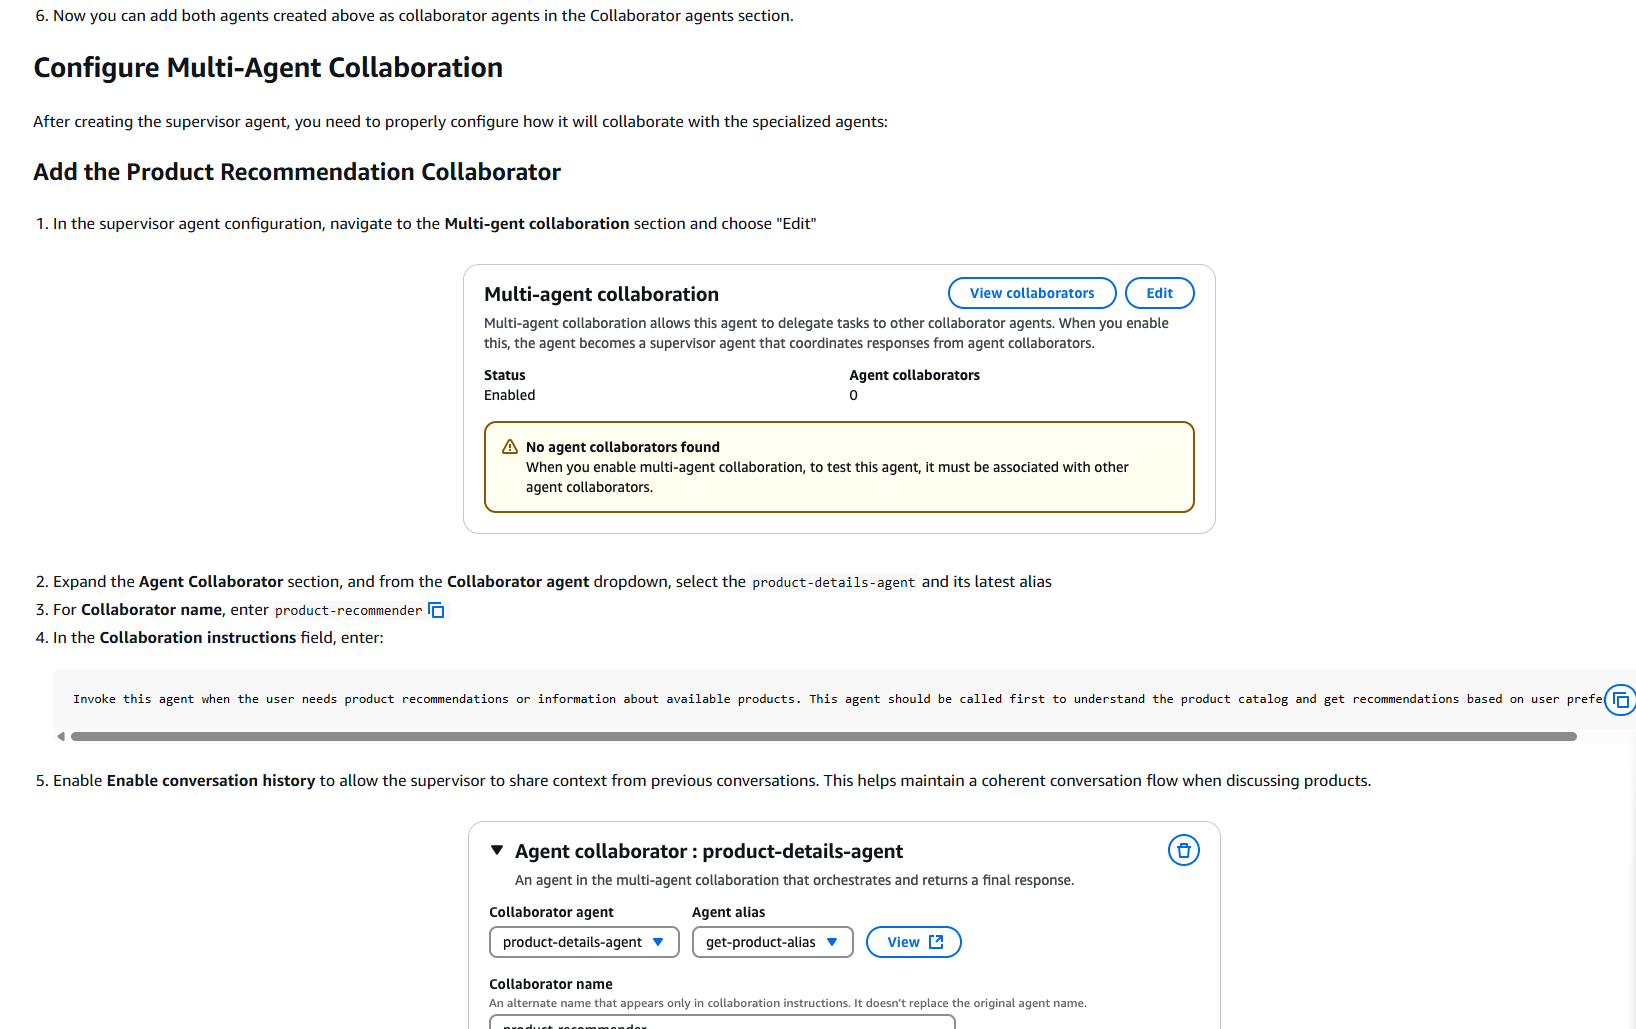 6. Now you can add both agents created above as collaborator agents in the Collaborator agents section.
Configure Multi-Agent Collaboration
After creating the supervisor agent, you need to properly configure how it will collaborate with the specialized agents:
Add the Product Recommendation Collaborator
1. In the supervisor agent configuration, navigate to the Multi-gent collaboration section and choose "Edit"
Multi-agent collaboration
View collaborators
Edit
Multi-agent collaboration allows this agent to delegate tasks to other collaborator agents. When you enable
this, the agent becomes a supervisor agent that coordinates responses from agent collaborators.
Status
Enabled
Agent collaborators
0
No agent collaborators found
When you enable multi-agent collaboration, to test this agent, it must be associated with other
agent collaborators.
2. Expand the Agent Collaborator section, and from the Collaborator agent dropdown, select the product-details-agent and its latest alias
3. For Collaborator name, enter product-recommender
4. In the Collaboration instructions field, enter:
Invoke this agent when the user needs product recommendations or information about available products. This agent should be called first to understand the product catalog and get recommendations based on user prefe
5. Enable Enable conversation history to allow the supervisor to share context from previous conversations. This helps maintain a coherent conversation flow when discussing products.
Agent collaborator : product-details-agent
An agent in the multi-agent collaboration that orchestrates and returns a final response.
Collaborator agent
Agent alias
product-details-agent
get-product-alias
View
Collaborator name
An alternate name that appears only in collaboration instructions. It doesn't replace the original agent name.
product-recommender